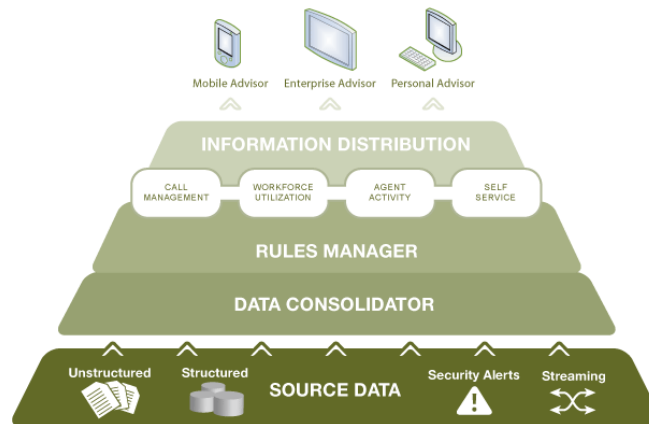 Mobile Advisor
Enterprise Advisor
Personal Advisor
INFORMATION DISTRIBUTION
CALL
MANAGEMENT
WORKFORCE
UTILIZATION
AGENT
ACTIVITY
SELF
SERVICE
RULES MANAGER
DATA CONSOLIDATOR
Unstructured
Structured
SOURCE DATA
Security Alerts
Streaming